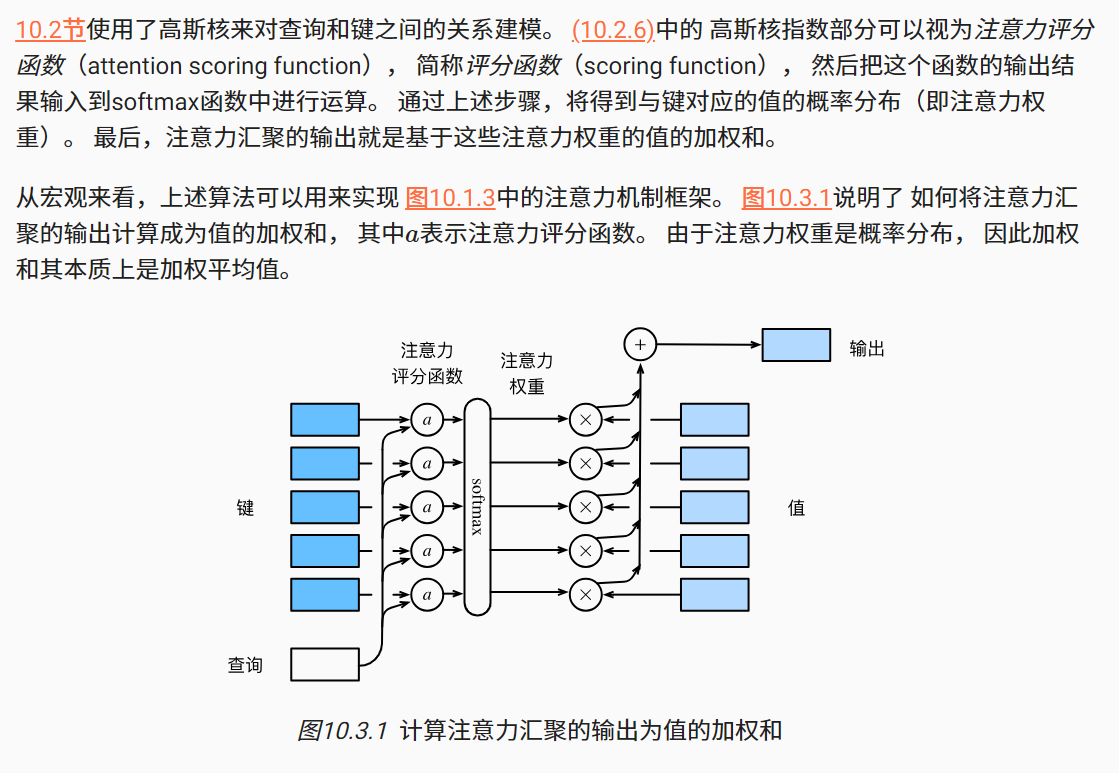 10.2节使用了高斯核来对查询和键之间的关系建模。 (10.2.6)中的 高斯核指数部分可以视为注意力评分
函数（attention scoring function）， 简称评分函数（scoring function）， 然后把这个函数的输出结
果输入到softmax函数中进行运算。 通过上述步骤，将得到与键对应的值的概率分布（即注意力权
重）。 最后，注意力汇聚的输出就是基于这些注意力权重的值的加权和。
从宏观来看，上述算法可以用来实现 图10.1.3中的注意力机制框架。 图10.3.1说明了 如何将注意力汇
聚的输出计算成为值的加权和， 其中a表示注意力评分函数。 由于注意力权重是概率分布， 因此加权
和其本质上是加权平均值。
注意力
评分函数
注意力
权重
+
输出
a
×
a
×
键
a
softmax
×
值
a
×
a
×
查询
图10.3.1 计算注意力汇聚的输出为值的加权和